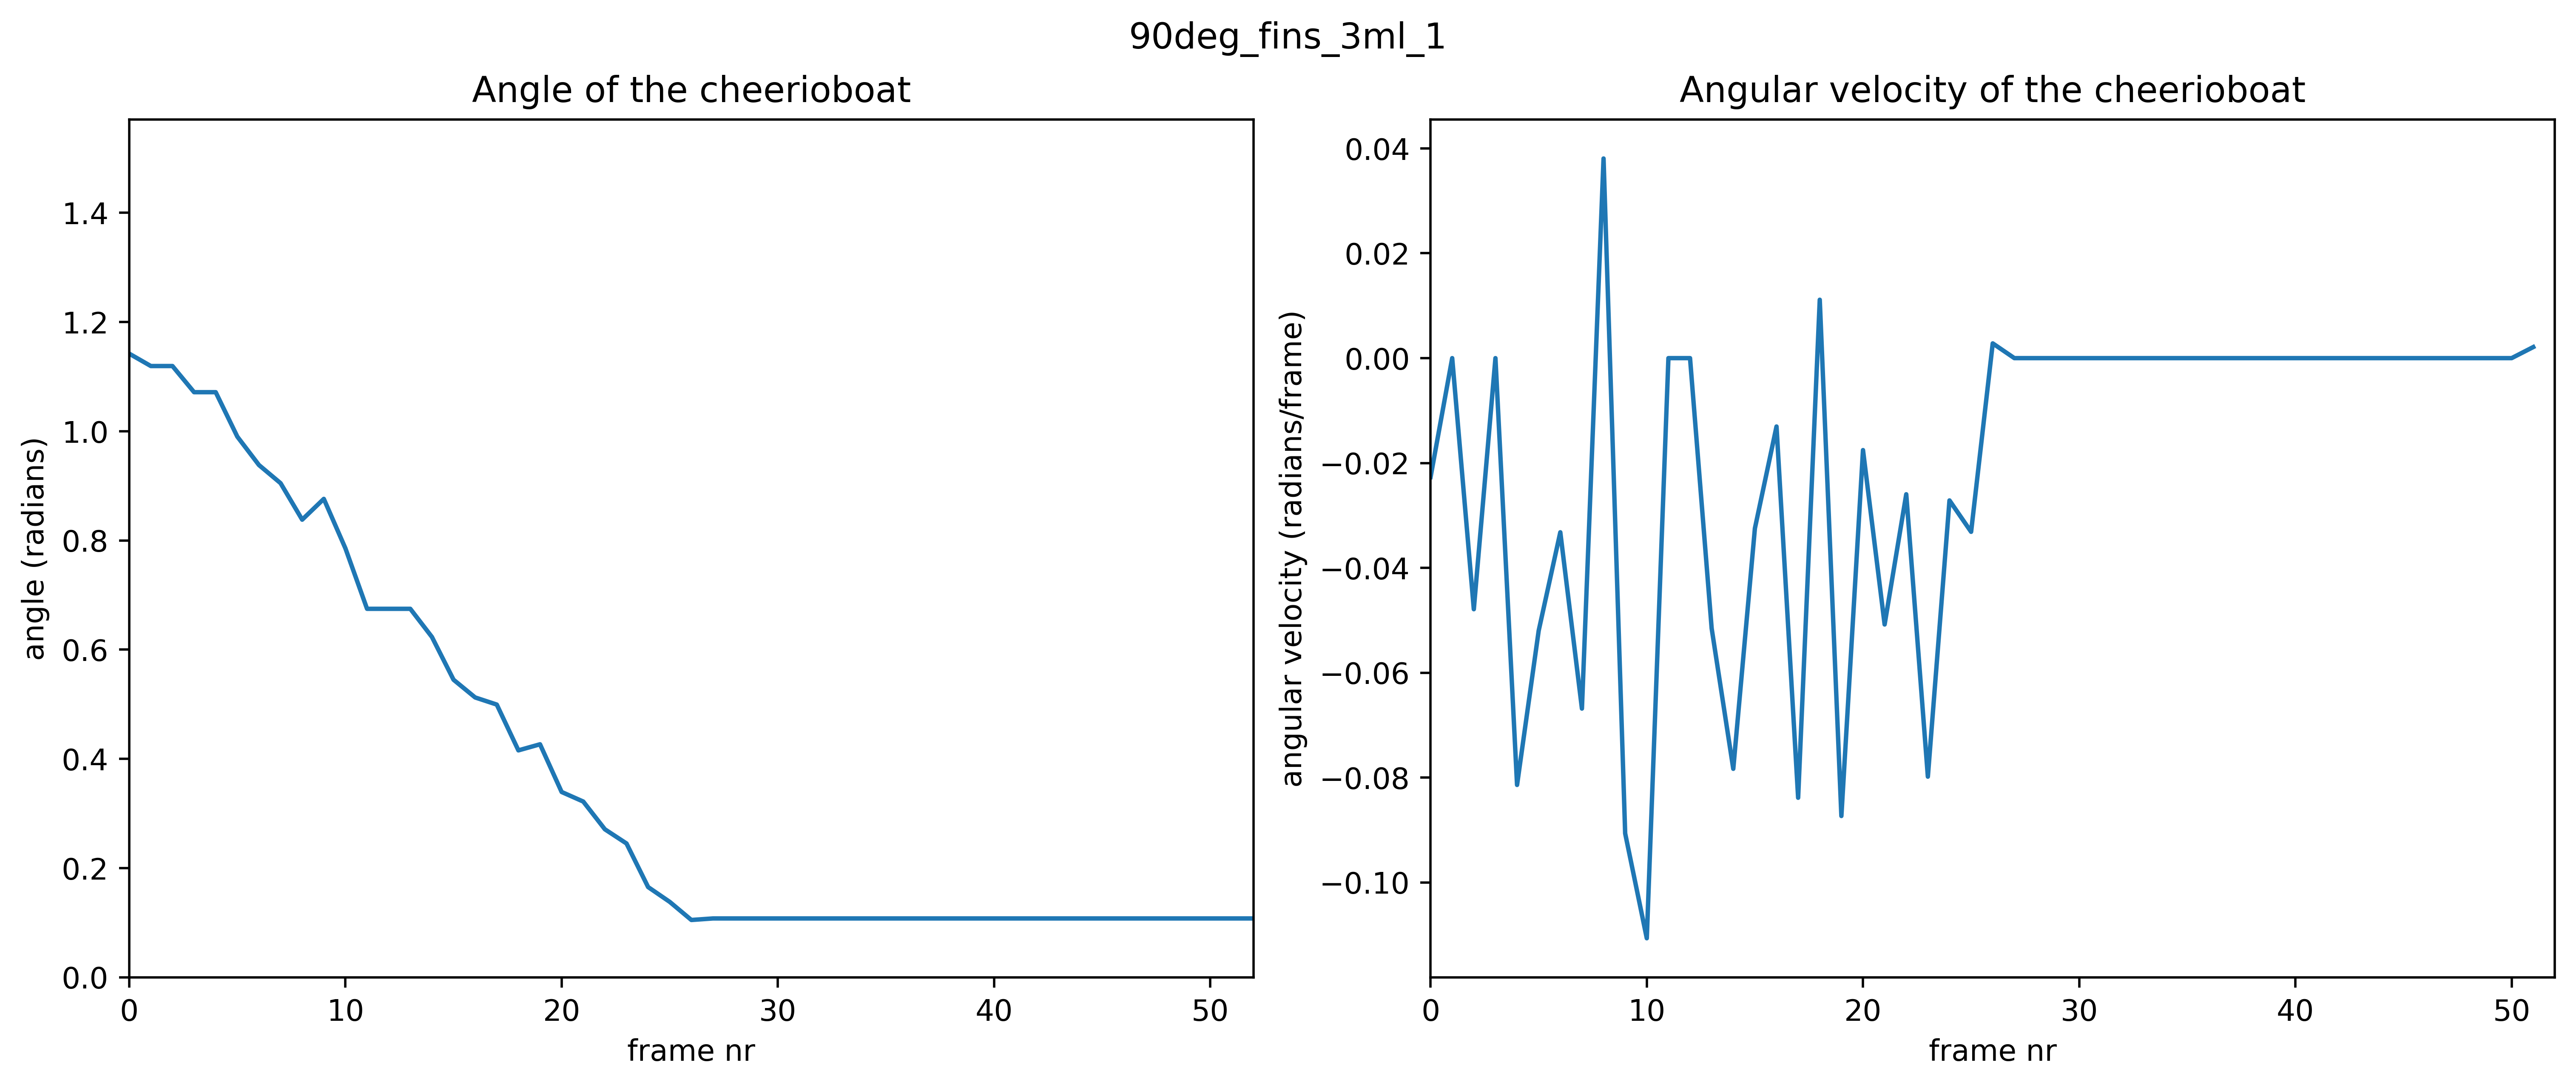 90deg_fins_3ml_1
Angle of the cheerioboat
angle (radians)
1.4
1.2
1.0
0.8
0.6
0.4
0.2
0.0
0 10 20 30 40 50
frame nr
Angular velocity of the cheerioboat
angular velocity (radians/frame)
0.04
0.02
0.00
−0.02
−0.04
−0.06
−0.08
−0.10
0 10 20 30 40 50
frame nr